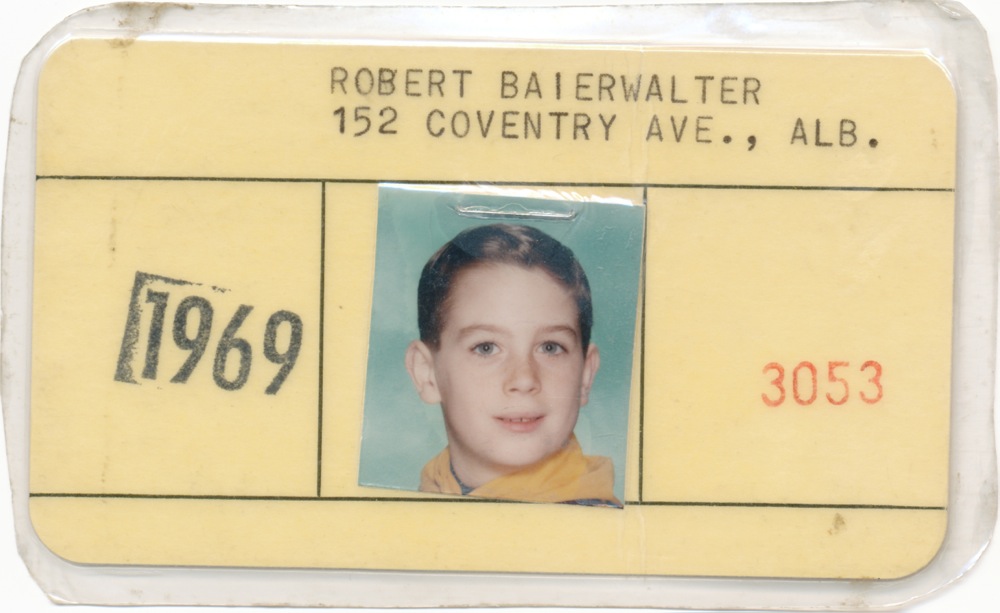 ROBERT BAIERWALTER
152 COVENTRY AVE., ALB.
1969
3053